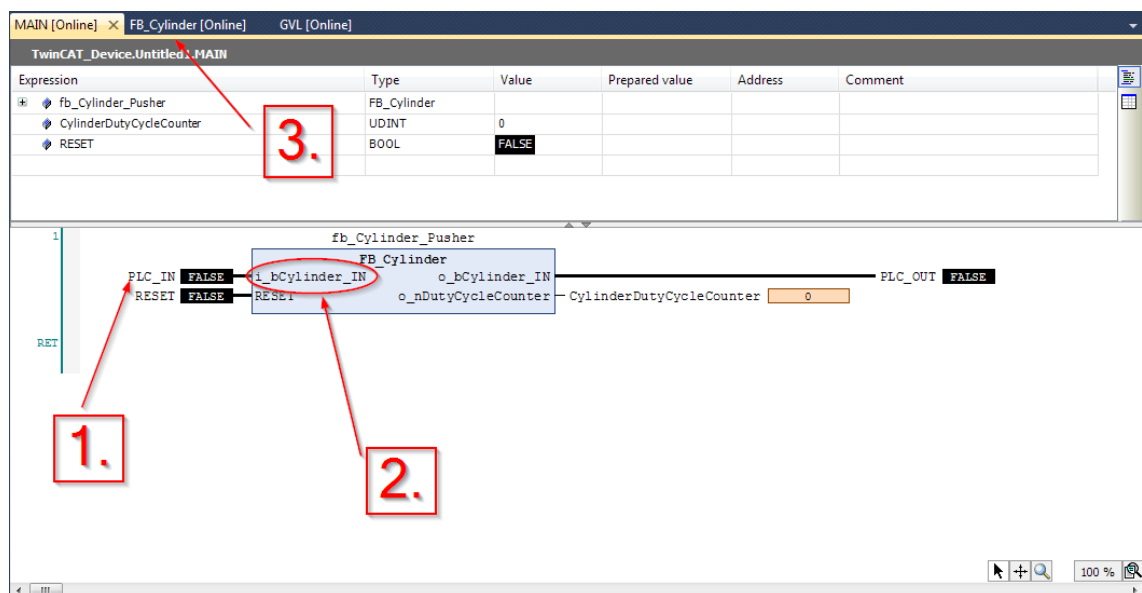 MAIN [Online] FB_Cylinder [Online] GVL [Online]
TwinCAT_Device.Untitled1.MAIN
Expression Type Value Prepared value Address Comment
fb_Cylinder_Pusher FB_Cylinder
CylinderDutyCycleCounter UDINT 0
RESET BOOL FALSE
3.
1 fb_Cylinder_Pusher
FB_Cylinder
PLC_IN FALSE i_bCylinder_IN o_bCylinder_IN PLC_OUT FALSE
RESET FALSE RESET o_nDutyCycleCounter CylinderDutyCycleCounter 0
RET
1.
2.
100 %